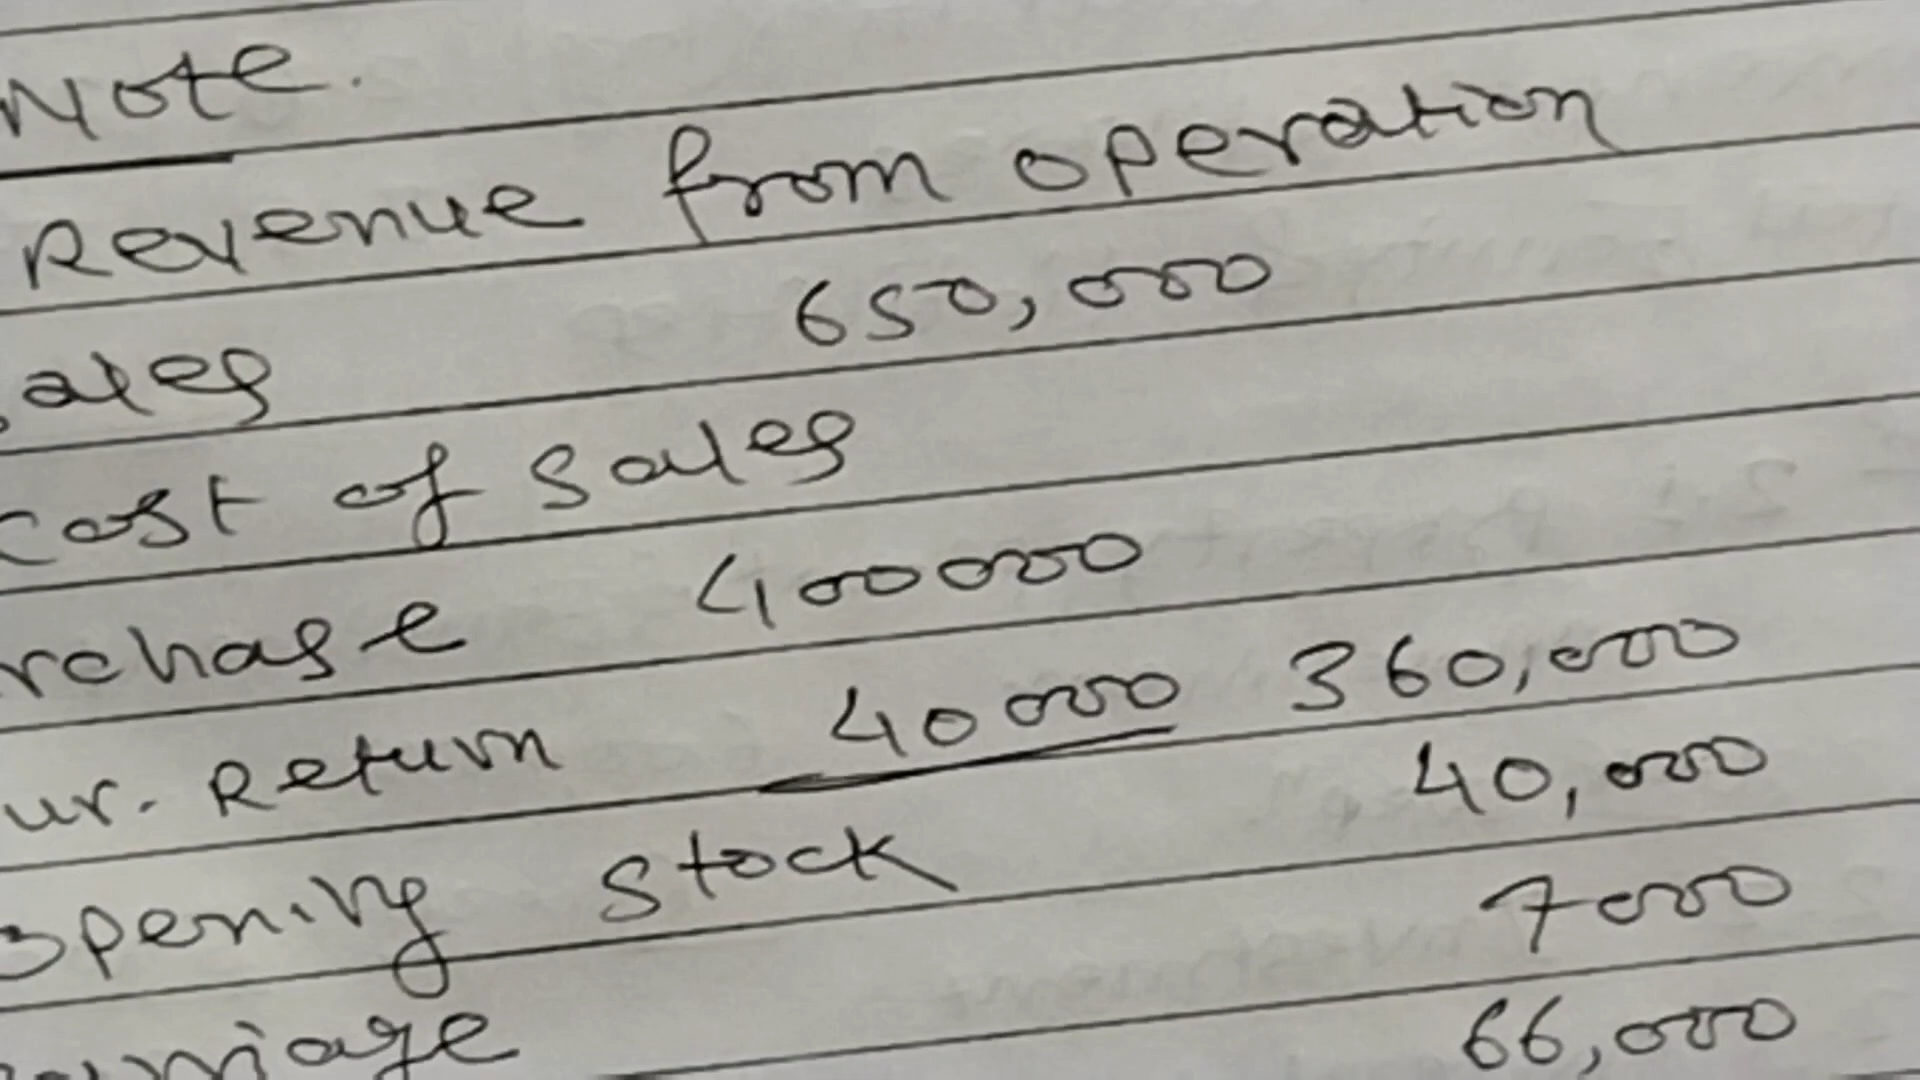 Note.
Revenue from operation
ales 650,000
cost of sales
rchase 400000
ur. Return 40000 360,000
opening stock 40,000
7000
66,000